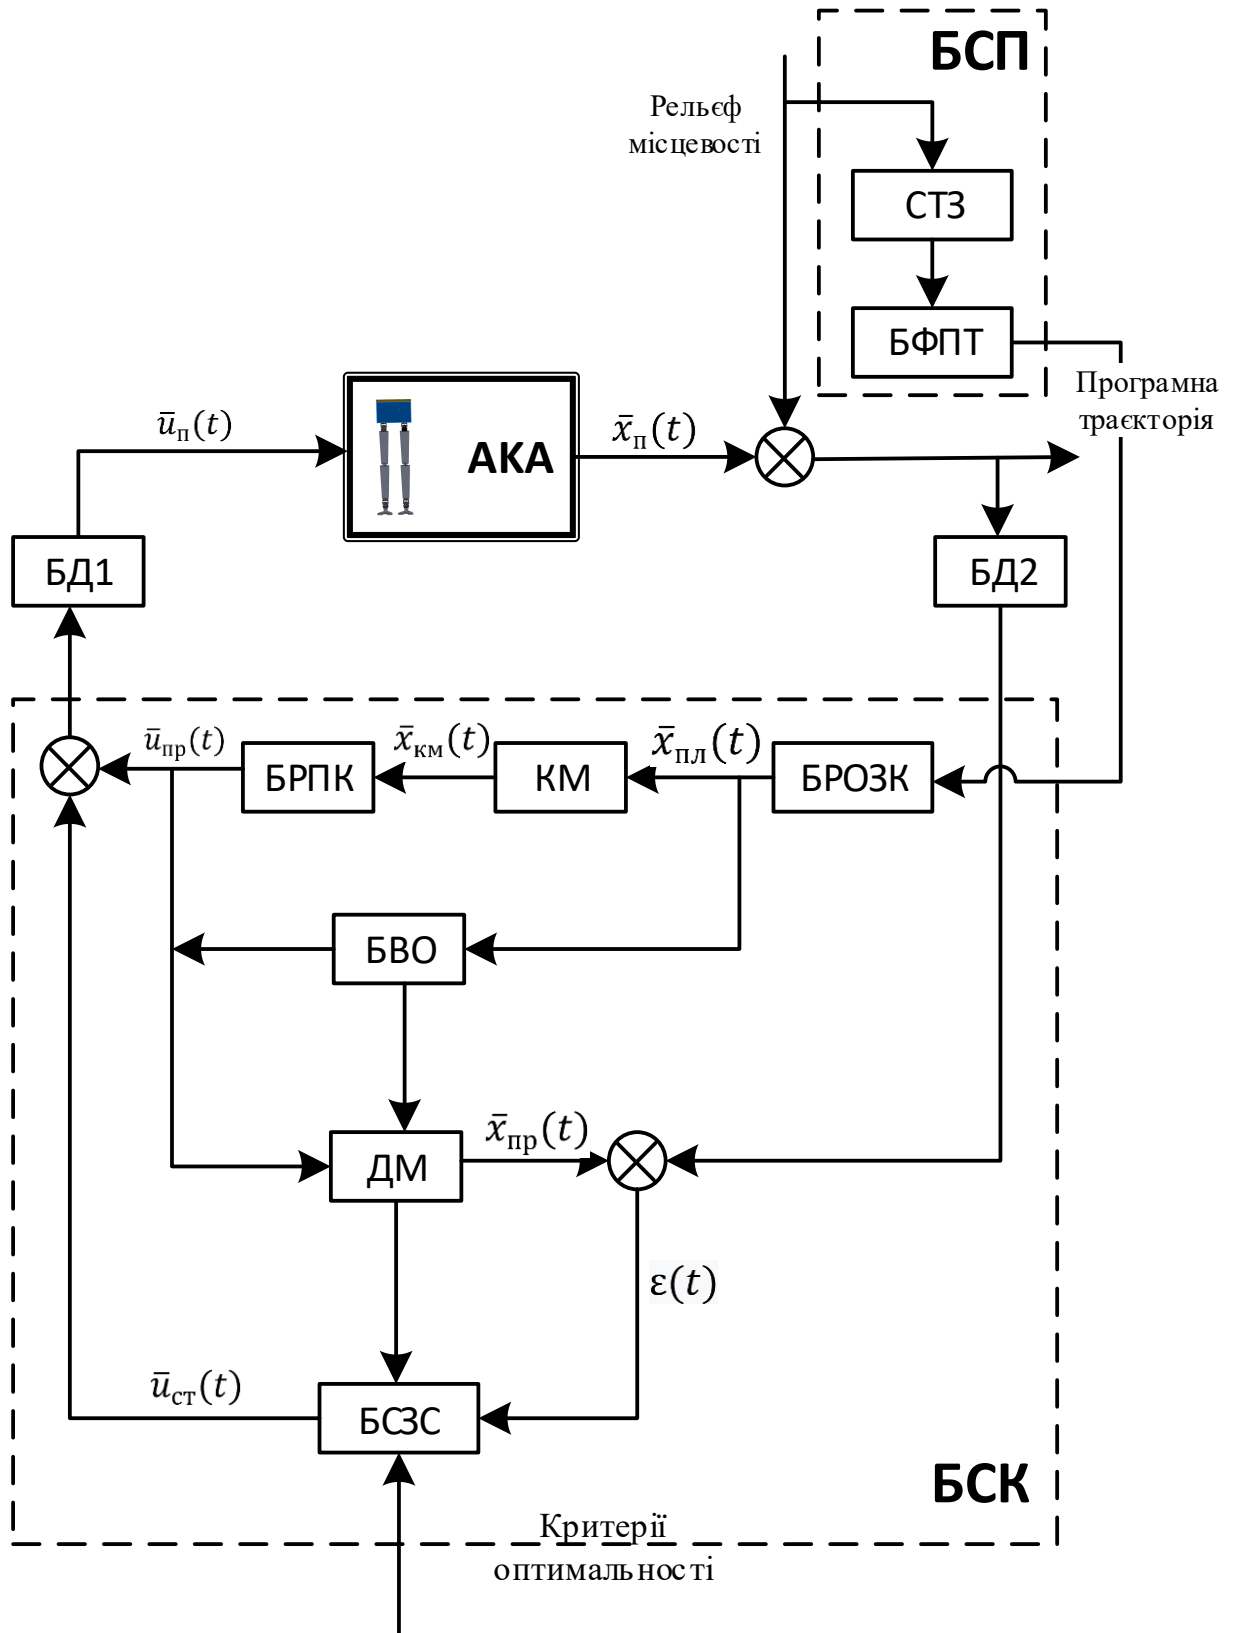 БСП
Рельєф
місцевості
СТЗ
БФПТ
Програмна
траєкторія
ū_п(t)
АКА
x̄_п(t)
БД1
БД2
ū_пр(t)
БРПК
x̄_км(t)
КМ
x̄_пл(t)
БРОЗК
БВО
ДМ
x̄_пр(t)
ε(t)
ū_ст(t)
БСЗС
БСК
Критерії
оптимальності